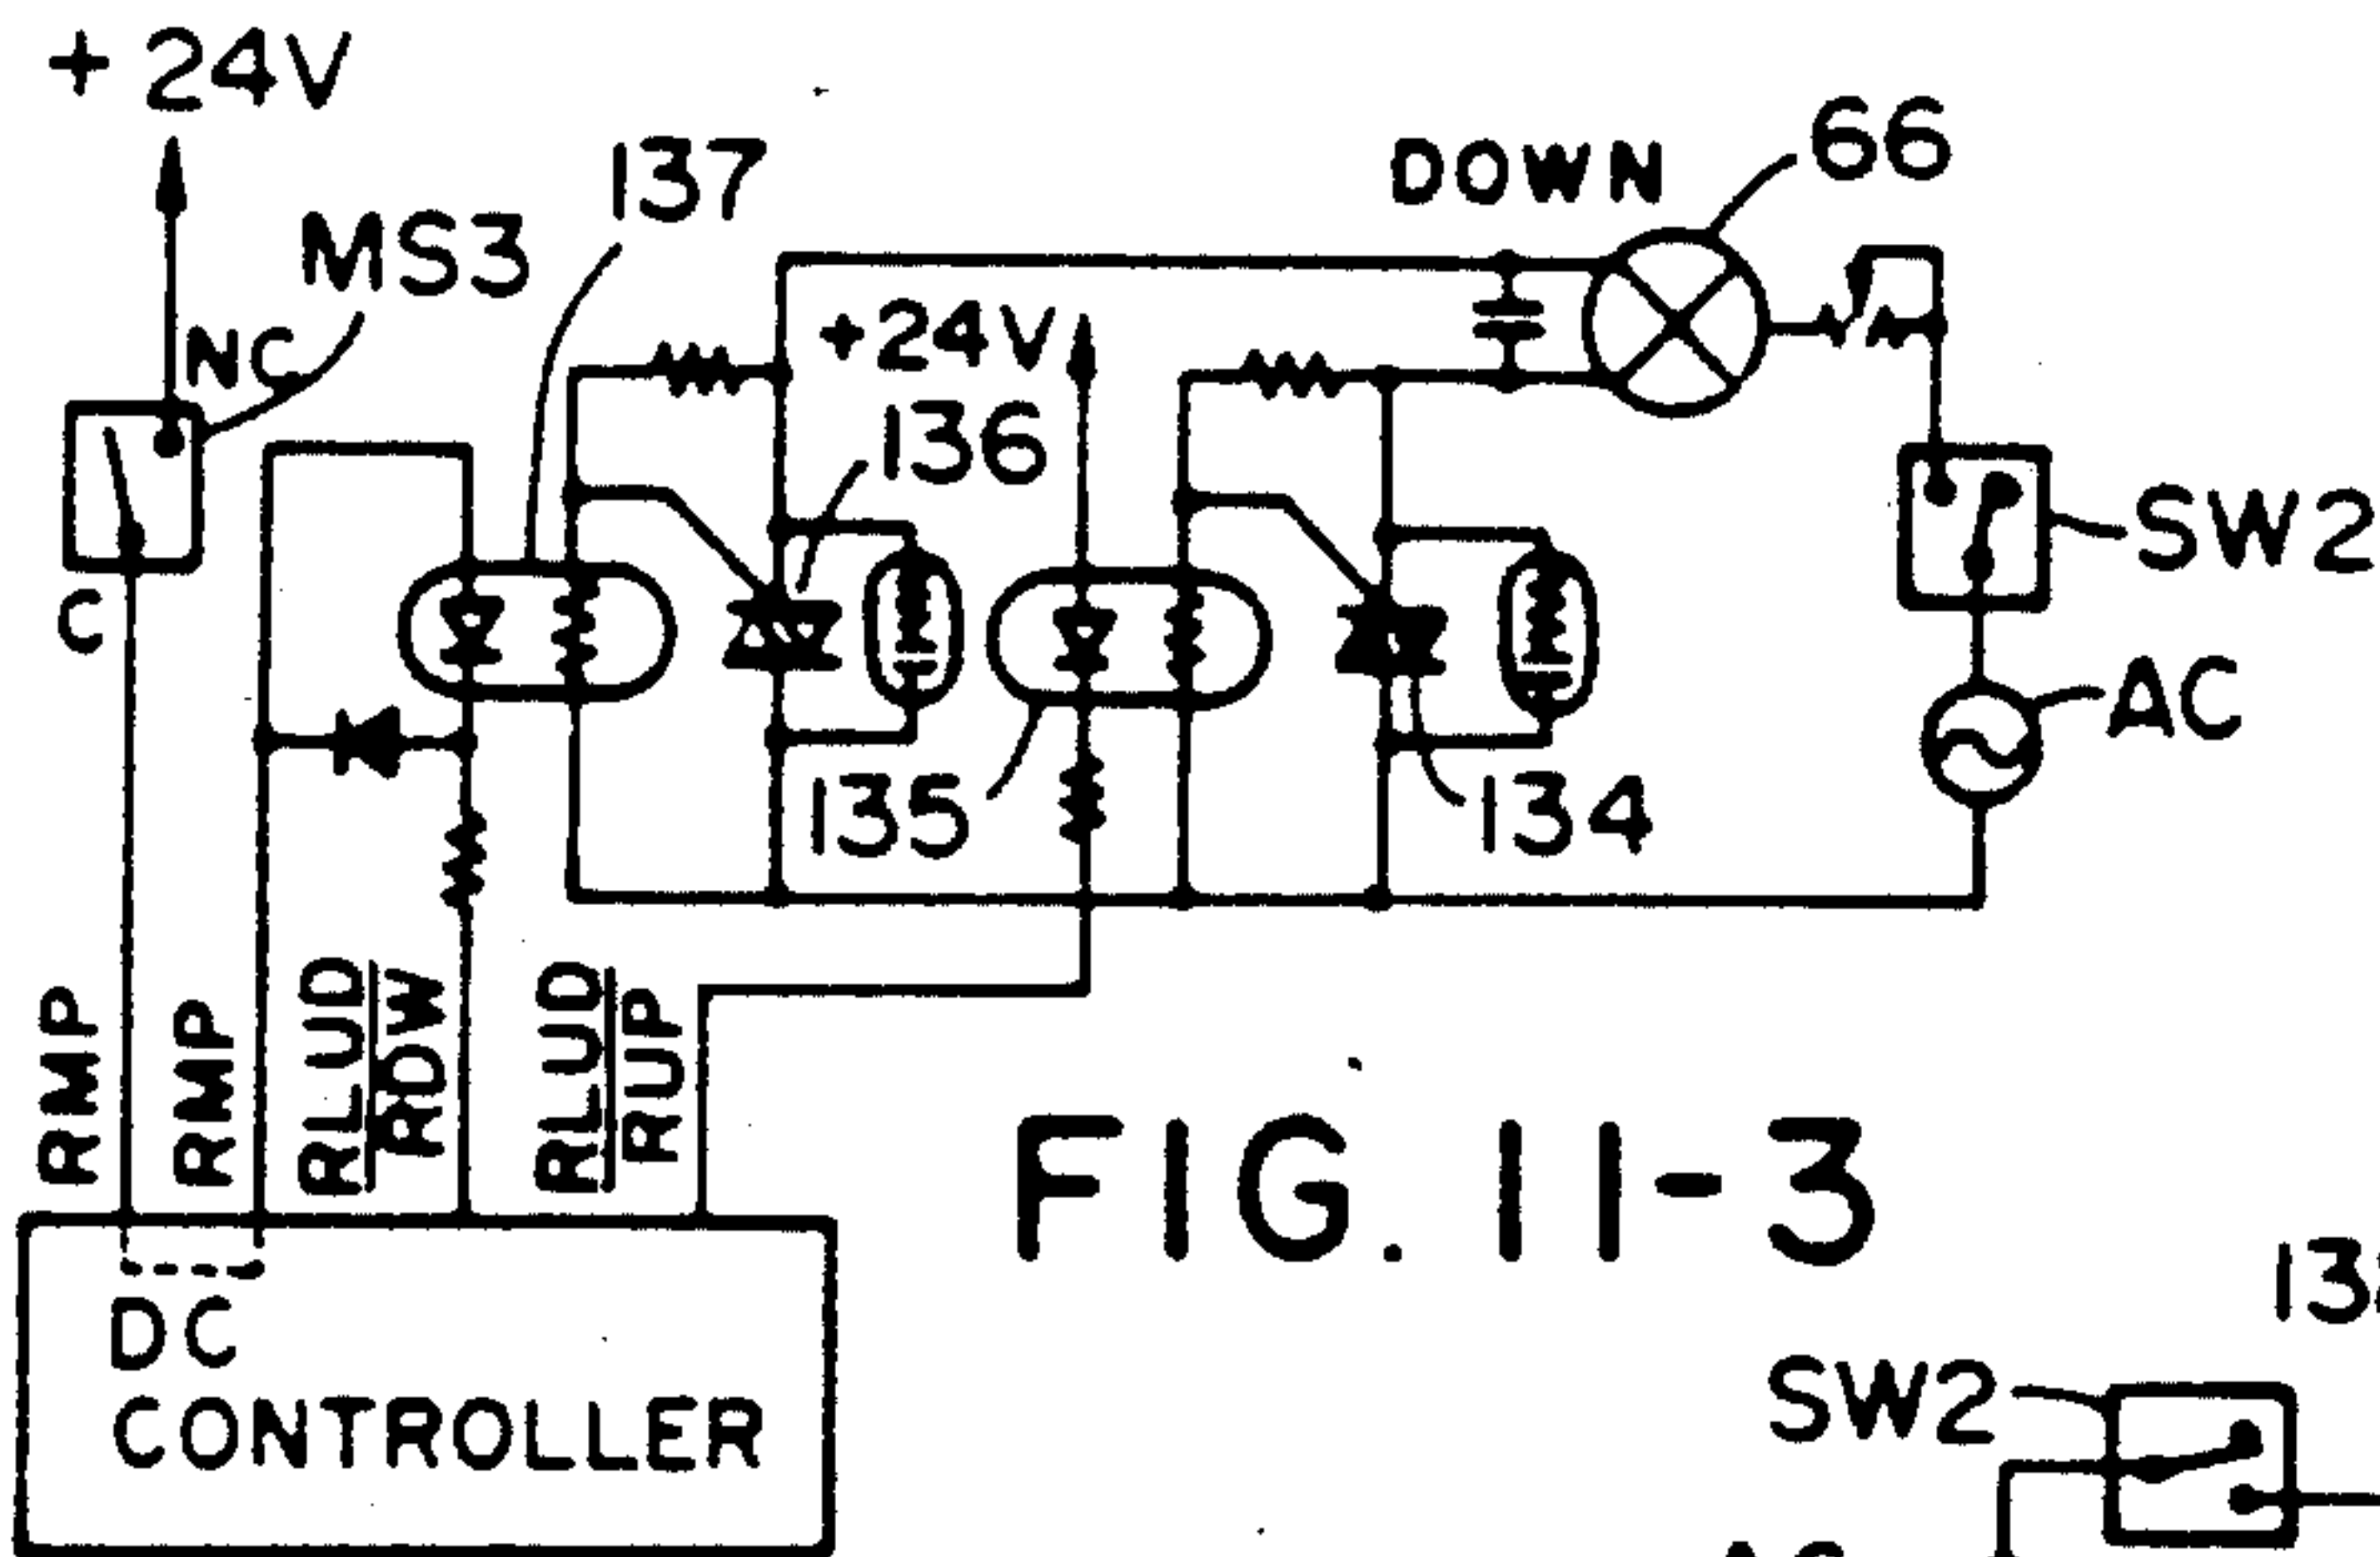 + 24V
137
DOWN
66
MS3
+24V
NC
136
SW2
C
AC
135
134
RMP
RMP
RLUD
RDW
RLUD
RUP
FIG. 11-3
DC
CONTROLLER
SW2